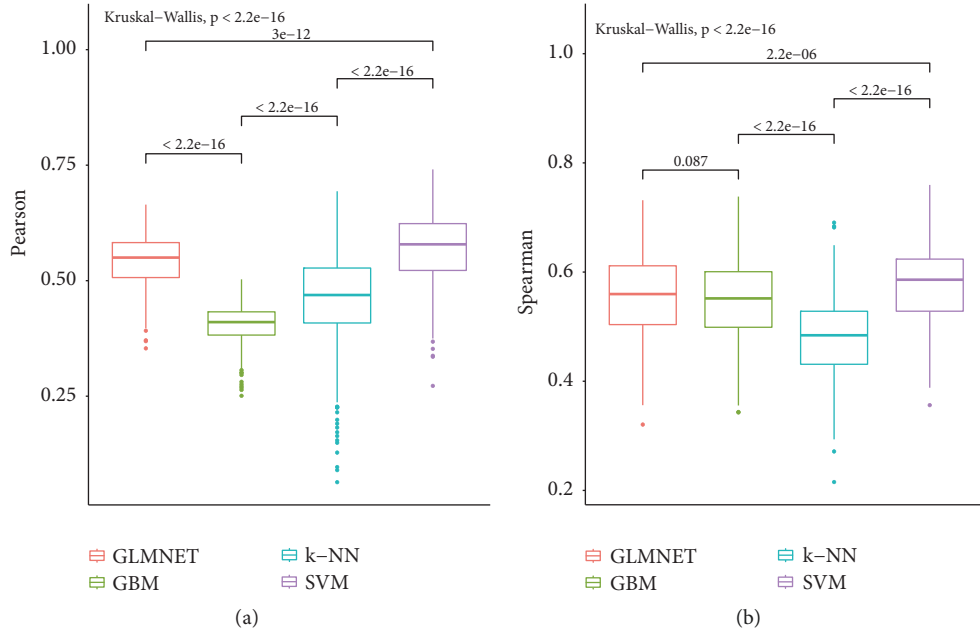 Kruskal−Wallis, p < 2.2e−16
3e−12
< 2.2e−16
< 2.2e−16
< 2.2e−16
1.00
0.75
0.50
0.25
Pearson
GLMNET
GBM
k−NN
SVM
(a)
Kruskal−Wallis, p < 2.2e−16
2.2e−06
< 2.2e−16
< 2.2e−16
0.087
1.0
0.8
0.6
0.4
0.2
Spearman
GLMNET
GBM
k−NN
SVM
(b)